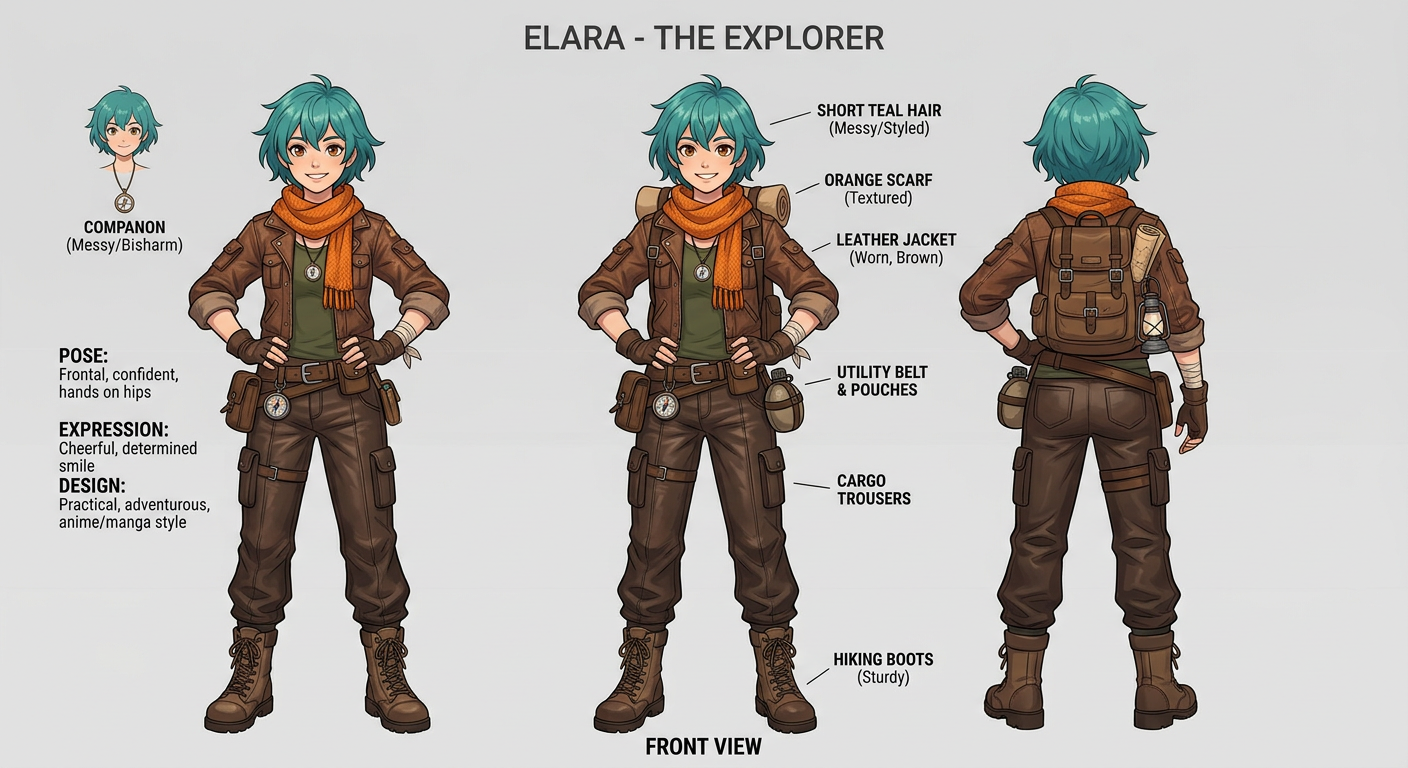 ELARA - THE EXPLORER
COMPANON
(Messy/Bisharm)
POSE:
Frontal, confident,
hands on hips
EXPRESSION:
Cheerful, determined
smile
DESIGN:
Practical, adventurous,
anime/manga style
SHORT TEAL HAIR
(Messy/Styled)
ORANGE SCARF
(Textured)
LEATHER JACKET
(Worn, Brown)
UTILITY BELT
& POUCHES
CARGO
TROUSERS
HIKING BOOTS
(Sturdy)
FRONT VIEW